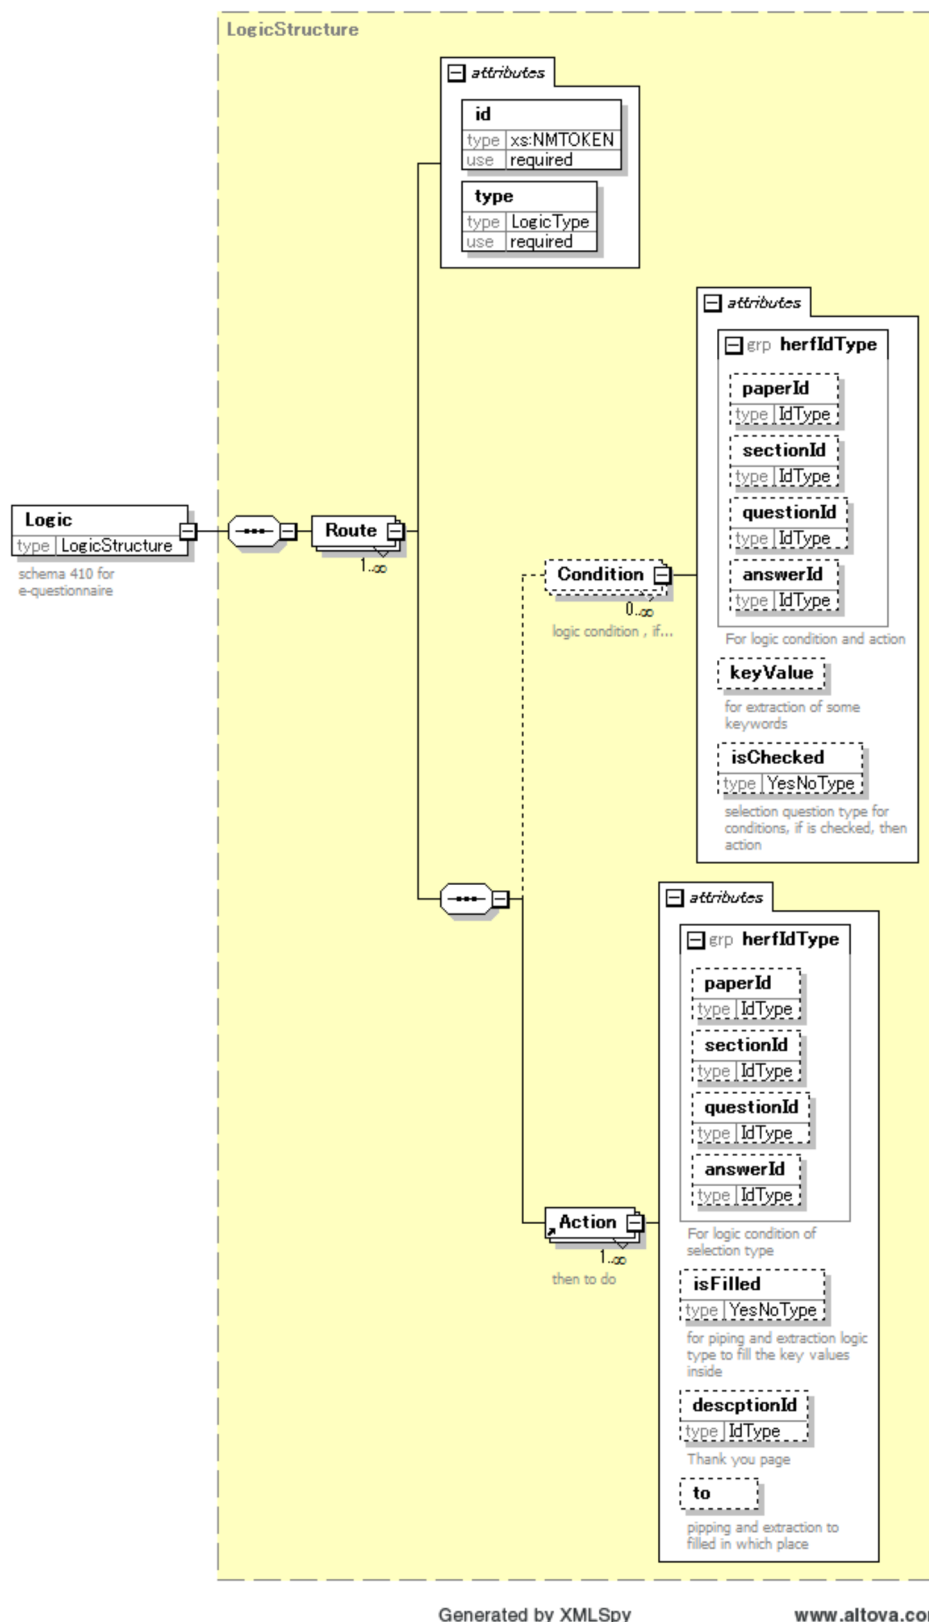 LogicStructure
attributes
id
type xs:NMTOKEN
use required
type
type LogicType
use required
attributes
grp herfIdType
paperId
type IdType
sectionId
type IdType
questionId
type IdType
answerId
type IdType
For logic condition and action
keyValue
for extraction of some
keywords
isChecked
type YesNoType
selection question type for
conditions, if is checked, then
action
Logic
type LogicStructure
schema 410 for
e-questionnaire
Route
1..∞
Condition
0..∞
logic condition , if...
attributes
grp herfIdType
paperId
type IdType
sectionId
type IdType
questionId
type IdType
answerId
type IdType
For logic condition of
selection type
isFilled
type YesNoType
for piping and extraction logic
type to fill the key values
inside
descptionId
type IdType
Thank you page
to
pipping and extraction to
filled in which place
Action
1..∞
then to do
Generated by XMLSpy
www.altova.com